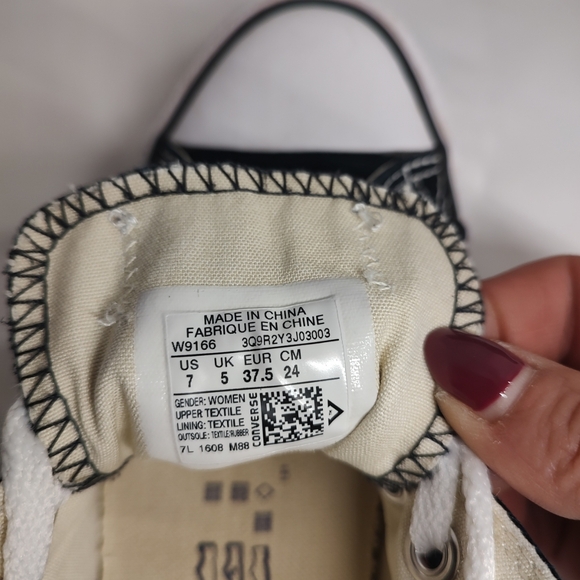 MADE IN CHINA
FABRIQUE EN CHINE
W9166 3Q9R2Y3J03003
US UK EUR CM
7 5 37.5 24
GENDER: WOMEN
UPPER TEXTILE
LINING: TEXTILE
OUTSOLE: TEXTILE/RUBBER
7L 1608 M88
CONVERSE